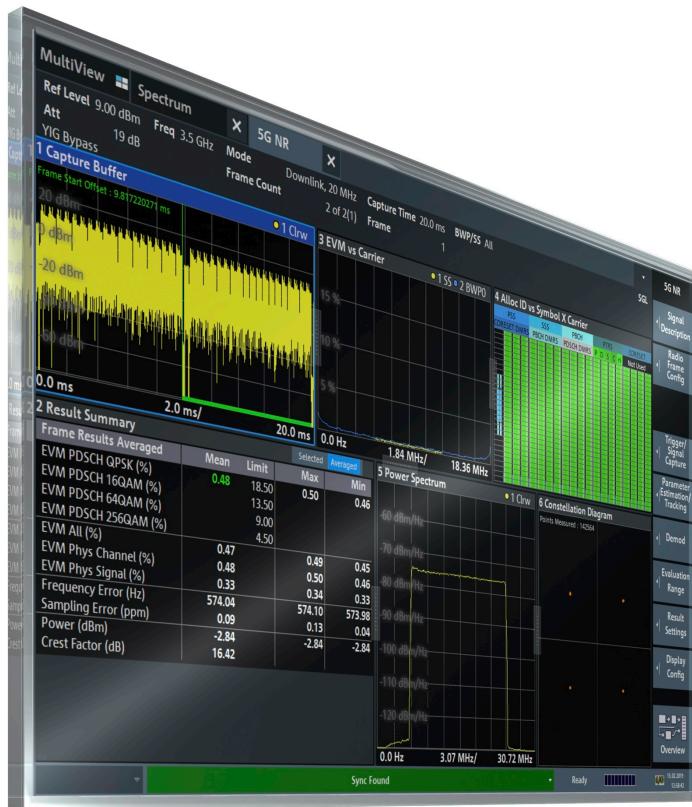 MultiView
Spectrum
5G NR
Ref Level 9.00 dBm Freq 3.5 GHz Mode Downlink, 20 MHz Capture Time 20.0 ms BWP/SS All
Att 19 dB Frame Count 2 of 2(1) Frame 1
YIG Bypass
SGL
1 Capture Buffer
1 Clrw
Frame Start Offset : 9.817220271 ms
20 dBm
0 dBm
-20 dBm
-60 dBm
0.0 ms 2.0 ms/ 20.0 ms
3 EVM vs Carrier
1 SS 2 BWP0
15 %
10 %
5 %
0.0 Hz 1.84 MHz/ 18.36 MHz
4 Alloc ID vs Symbol X Carrier
PSS SSS PBCH PTRS CORESET
CORESET DMRS PBCH DMRS PDSCH DMRS P D S C H Not Used
2 Result Summary
Selected Averaged
Frame Results Averaged Mean Limit Max Min
EVM PDSCH QPSK (%) 0.48 18.50 0.50 0.46
EVM PDSCH 16QAM (%) 13.50
EVM PDSCH 64QAM (%) 9.00
EVM PDSCH 256QAM (%) 4.50
EVM All (%) 0.47 0.49 0.45
EVM Phys Channel (%) 0.48 0.50 0.46
EVM Phys Signal (%) 0.33 0.34 0.33
Frequency Error (Hz) 574.04 574.10 573.98
Sampling Error (ppm) 0.09 0.13 0.04
Power (dBm) -2.84 -2.84 -2.84
Crest Factor (dB) 16.42
5 Power Spectrum
1 Clrw
-60 dBm/Hz
-70 dBm/Hz
-80 dBm/Hz
-90 dBm/Hz
-100 dBm/Hz
-110 dBm/Hz
-120 dBm/Hz
0.0 Hz 3.07 MHz/ 30.72 MHz
6 Constellation Diagram
Points Measured : 142564
5G NR
Signal
Description
Radio
Frame
Config
Trigger/
Signal
Capture
Parameter
Estimation/
Tracking
Demod
Evaluation
Range
Result
Settings
Display
Config
Overview
Sync Found
Ready